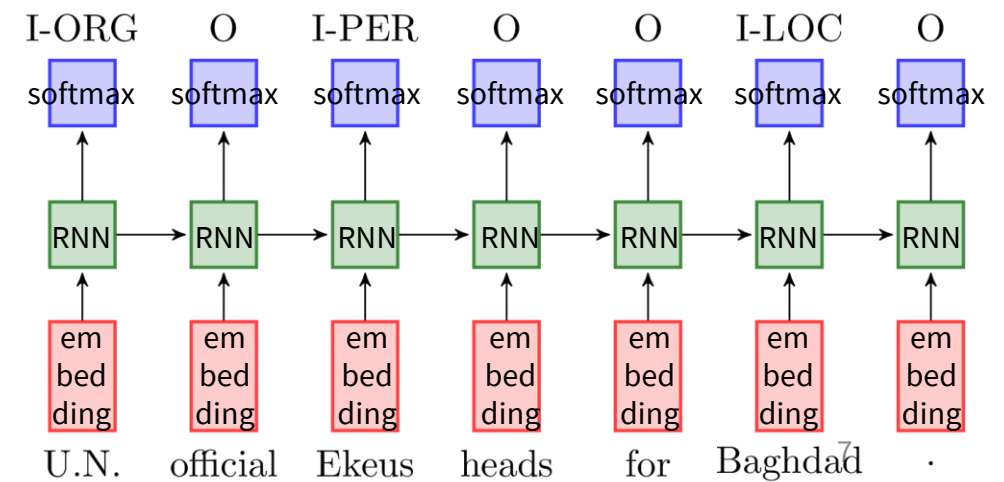 I-ORG O I-PER O O I-LOC O
softmax softmax softmax softmax softmax softmax softmax
RNN RNN RNN RNN RNN RNN RNN
em em em em em em em
bed bed bed bed bed bed bed
ding ding ding ding ding ding ding
7
U.N. official Ekeus heads for Baghdad .